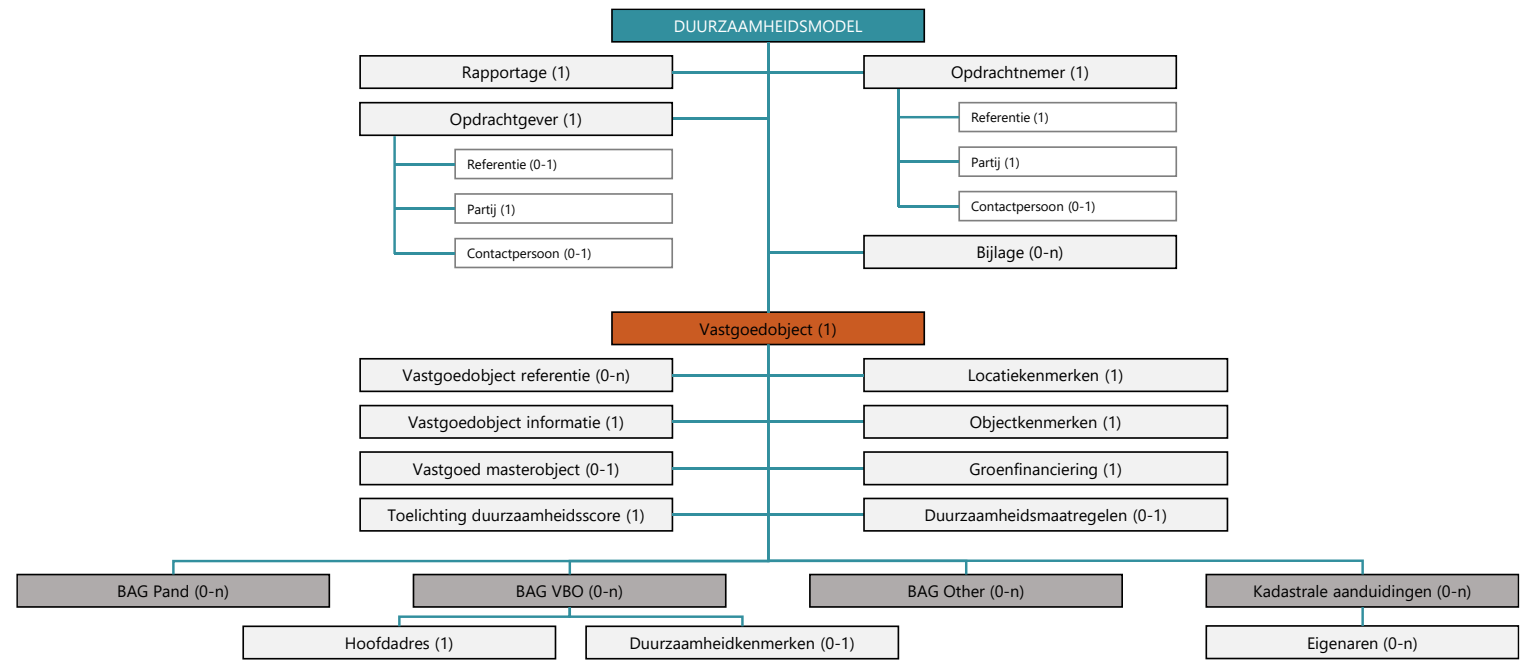 DUURZAAMHEIDSMODEL
Rapportage (1)
Opdrachtnemer (1)
Opdrachtgever (1)
Referentie (1)
Referentie (0-1)
Partij (1)
Partij (1)
Contactpersoon (0-1)
Contactpersoon (0-1)
Bijlage (0-n)
Vastgoedobject (1)
Vastgoedobject referentie (0-n)
Locatiekenmerken (1)
Vastgoedobject informatie (1)
Objectkenmerken (1)
Vastgoed masterobject (0-1)
Groenfinanciering (1)
Toelichting duurzaamheidsscore (1)
Duurzaamheidsmaatregelen (0-1)
BAG Pand (0-n)
BAG VBO (0-n)
BAG Other (0-n)
Kadastrale aanduidingen (0-n)
Hoofdadres (1)
Duurzaamheidkenmerken (0-1)
Eigenaren (0-n)